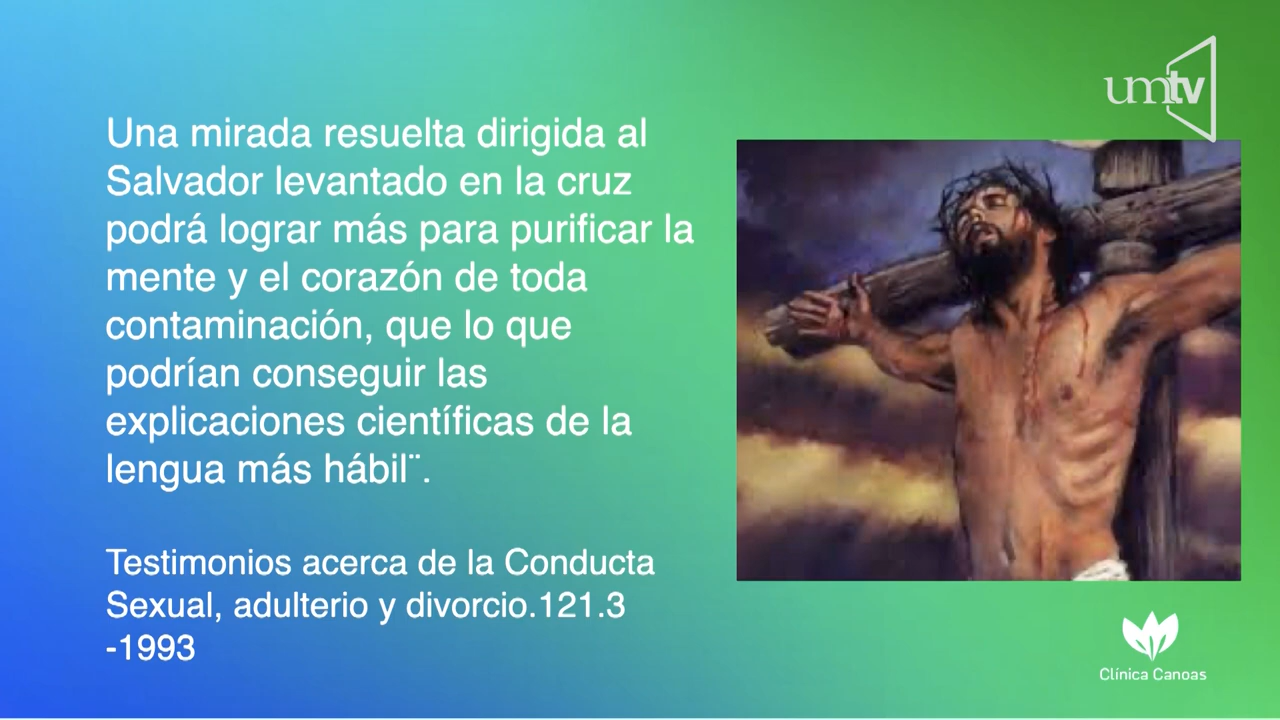 umtv
Una mirada resuelta dirigida al
Salvador levantado en la cruz
podrá lograr más para purificar la
mente y el corazón de toda
contaminación, que lo que
podrían conseguir las
explicaciones científicas de la
lengua más hábil¨.
Testimonios acerca de la Conducta
Sexual, adulterio y divorcio.121.3
-1993
Clínica Canoas